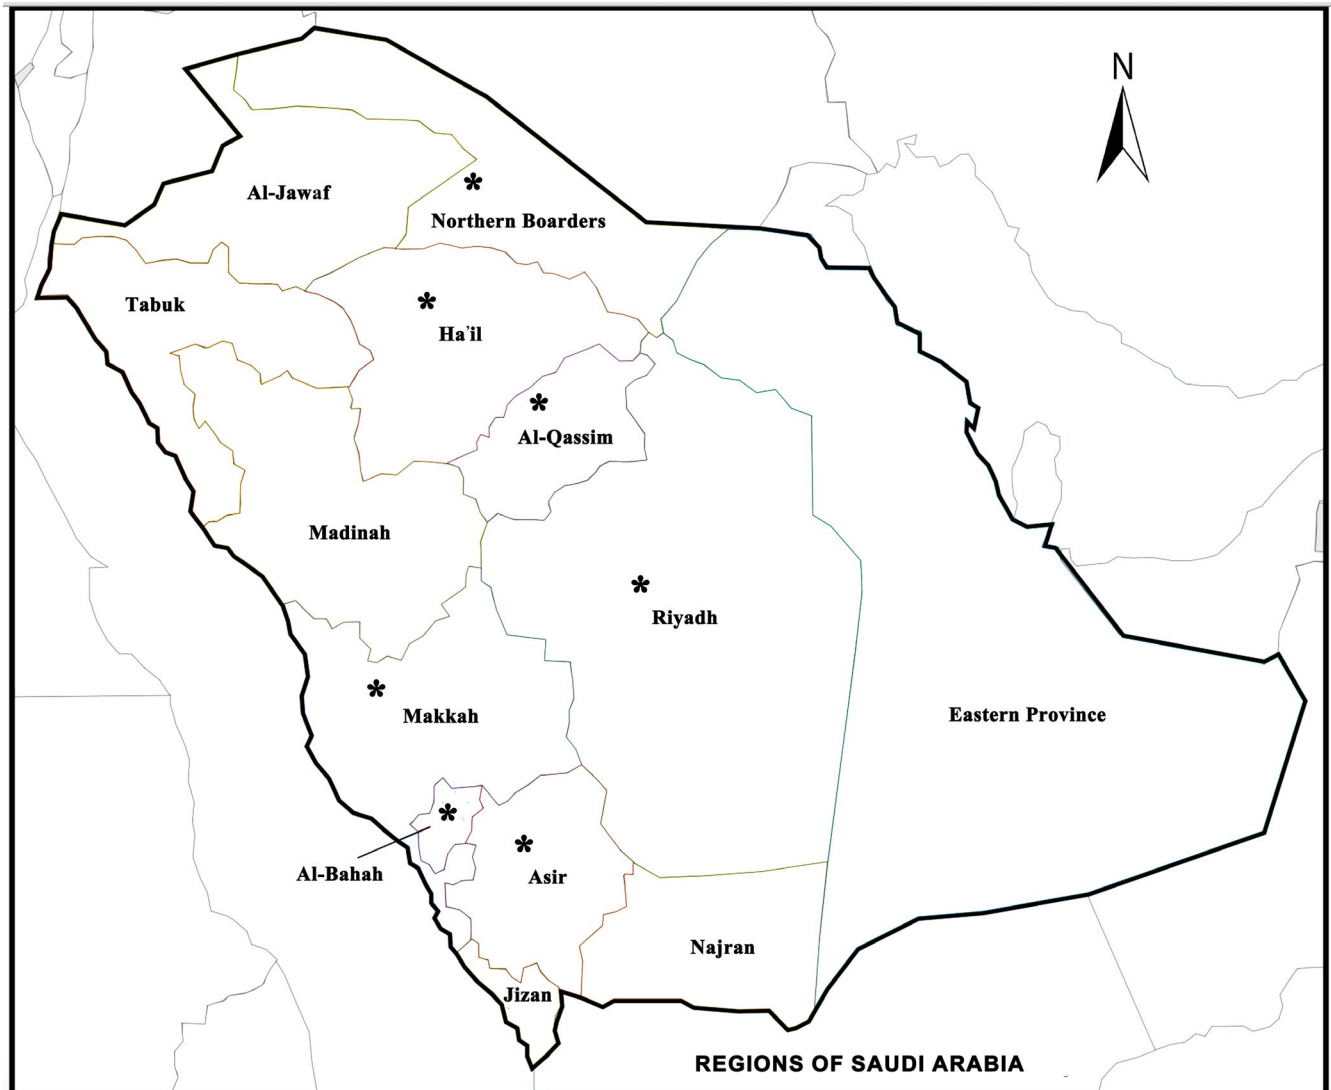 N
Al-Jawaf
*
Northern Boarders
Tabuk
*
Ha'il
*
Al-Qassim
Madinah
*
Riyadh
*
Makkah
Eastern Province
*
Al-Bahah
*
Asir
Najran
Jizan
REGIONS OF SAUDI ARABIA